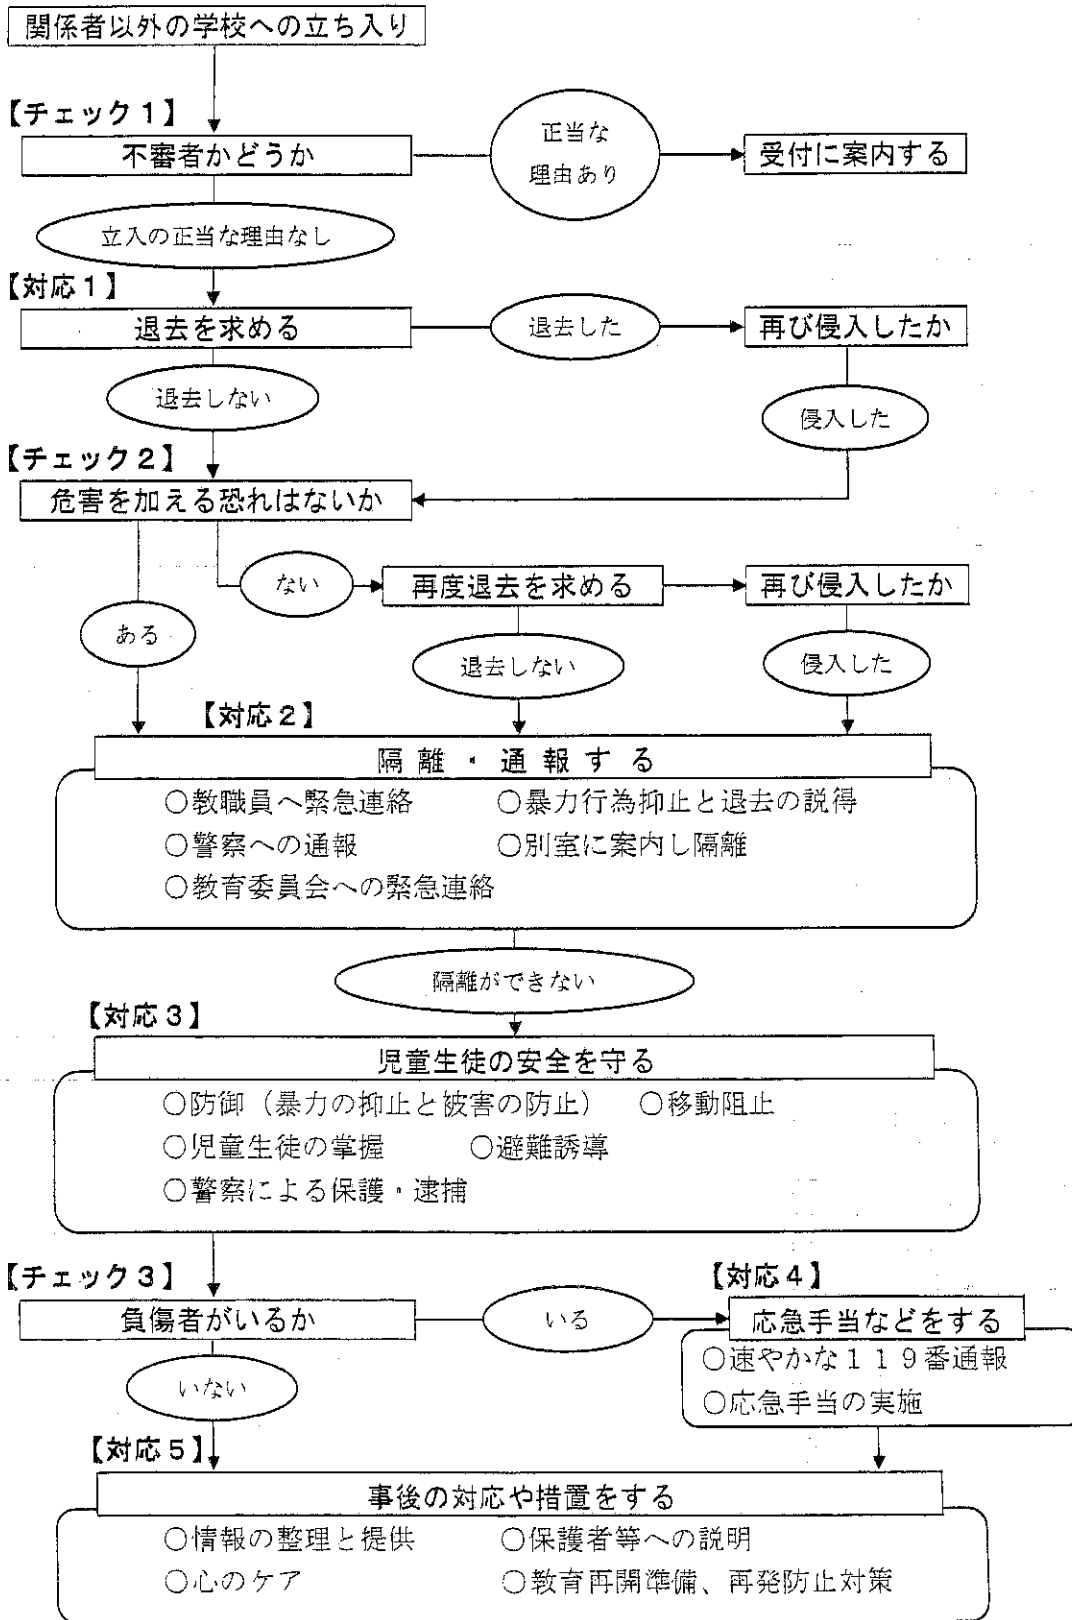 関係者以外の学校への立ち入り
【チェック1】
不審者かどうか
正当な
理由あり
受付に案内する
立入の正当な理由なし
【対応1】
退去を求める
退去した
再び侵入したか
退去しない
侵入した
【チェック2】
危害を加える恐れはないか
ない
再度退去を求める
再び侵入したか
ある
退去しない
侵入した
【対応2】
隔離・通報する
○教職員へ緊急連絡 ○暴力行為抑止と退去の説得
○警察への通報 ○別室に案内し隔離
○教育委員会への緊急連絡
隔離ができない
【対応3】
児童生徒の安全を守る
○防御（暴力の抑止と被害の防止） ○移動阻止
○児童生徒の掌握 ○避難誘導
○警察による保護・逮捕
【チェック3】
負傷者がいるか
いる
【対応4】
応急手当などをする
○速やかな119番通報
○応急手当の実施
いない
【対応5】
事後の対応や措置をする
○情報の整理と提供 ○保護者等への説明
○心のケア ○教育再開準備、再発防止対策